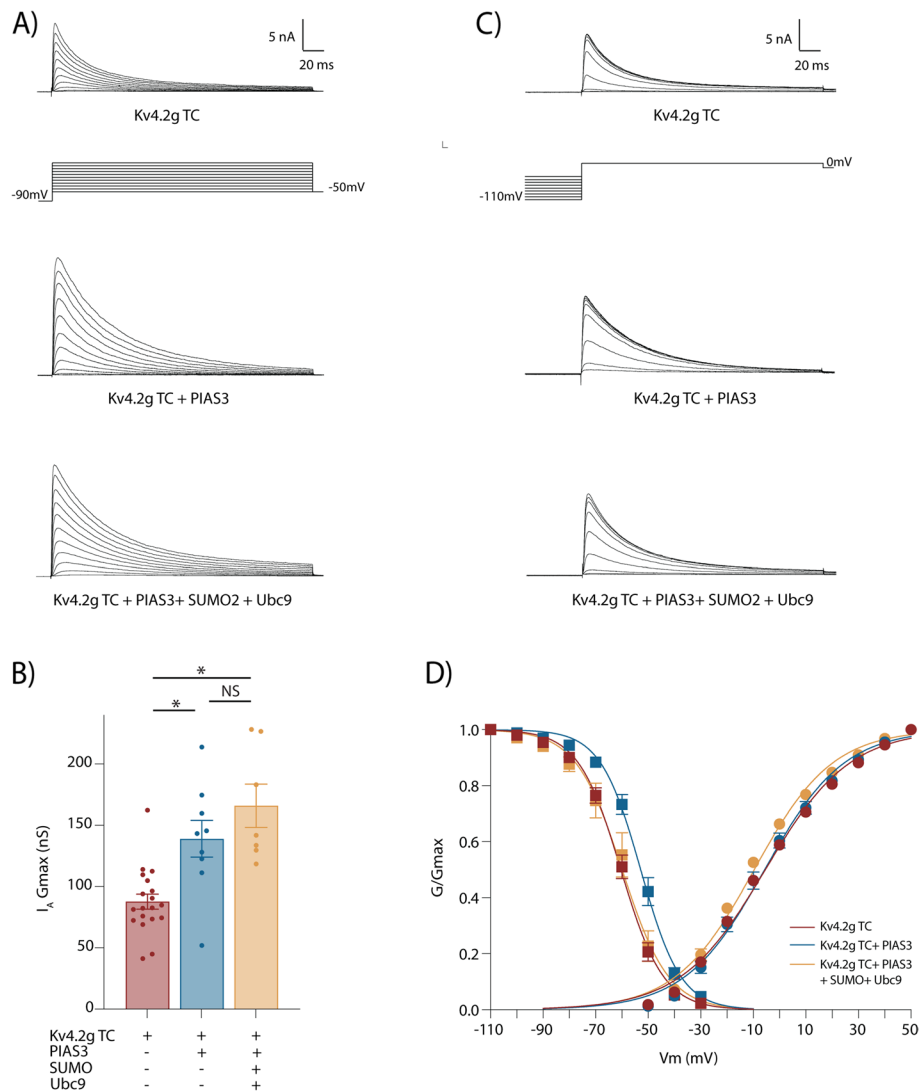 A)
5 nA
20 ms
Kv4.2g TC
-90mV
-50mV
Kv4.2g TC + PIAS3
Kv4.2g TC + PIAS3+ SUMO2 + Ubc9
C)
5 nA
20 ms
Kv4.2g TC
0mV
-110mV
Kv4.2g TC + PIAS3
Kv4.2g TC + PIAS3+ SUMO2 + Ubc9
B)
*
NS
*
200
150
100
50
0
IA Gmax (nS)
Kv4.2g TC + + +
PIAS3 - + +
SUMO - - +
Ubc9 - - +
D)
1.0
0.8
0.6
0.4
0.2
0.0
G/Gmax
Kv4.2g TC
Kv4.2g TC+ PIAS3
Kv4.2g TC+ PIAS3
+ SUMO+ Ubc9
-110 -90 -70 -50 -30 -10 10 30 50
Vm (mV)